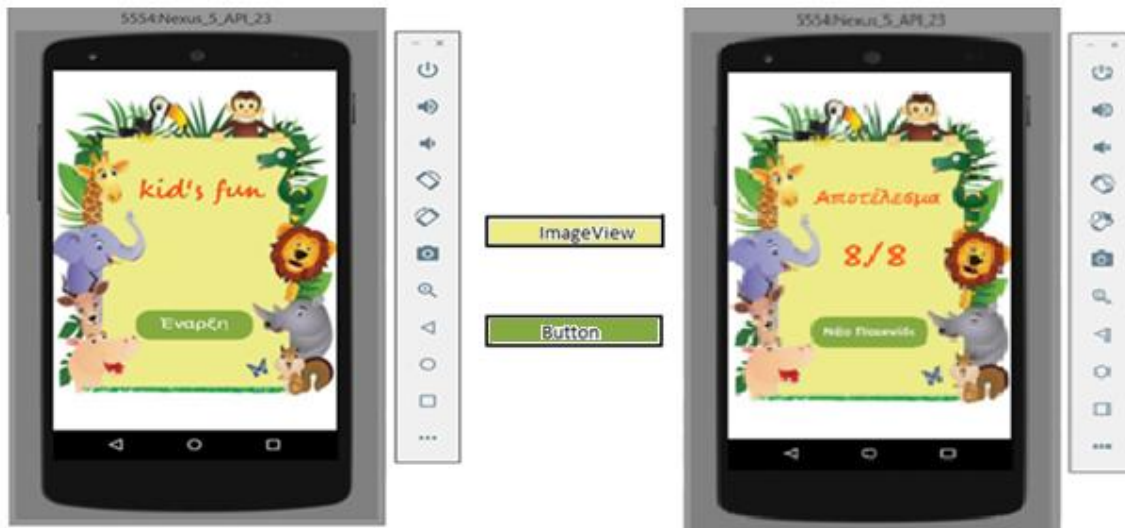 5554:Nexus_5_API_23
kid's fun
Έναρξη
ImageView
Button
5554:Nexus_5_API_23
Αποτέλεσμα
8/8
Νέο Παιχνίδι